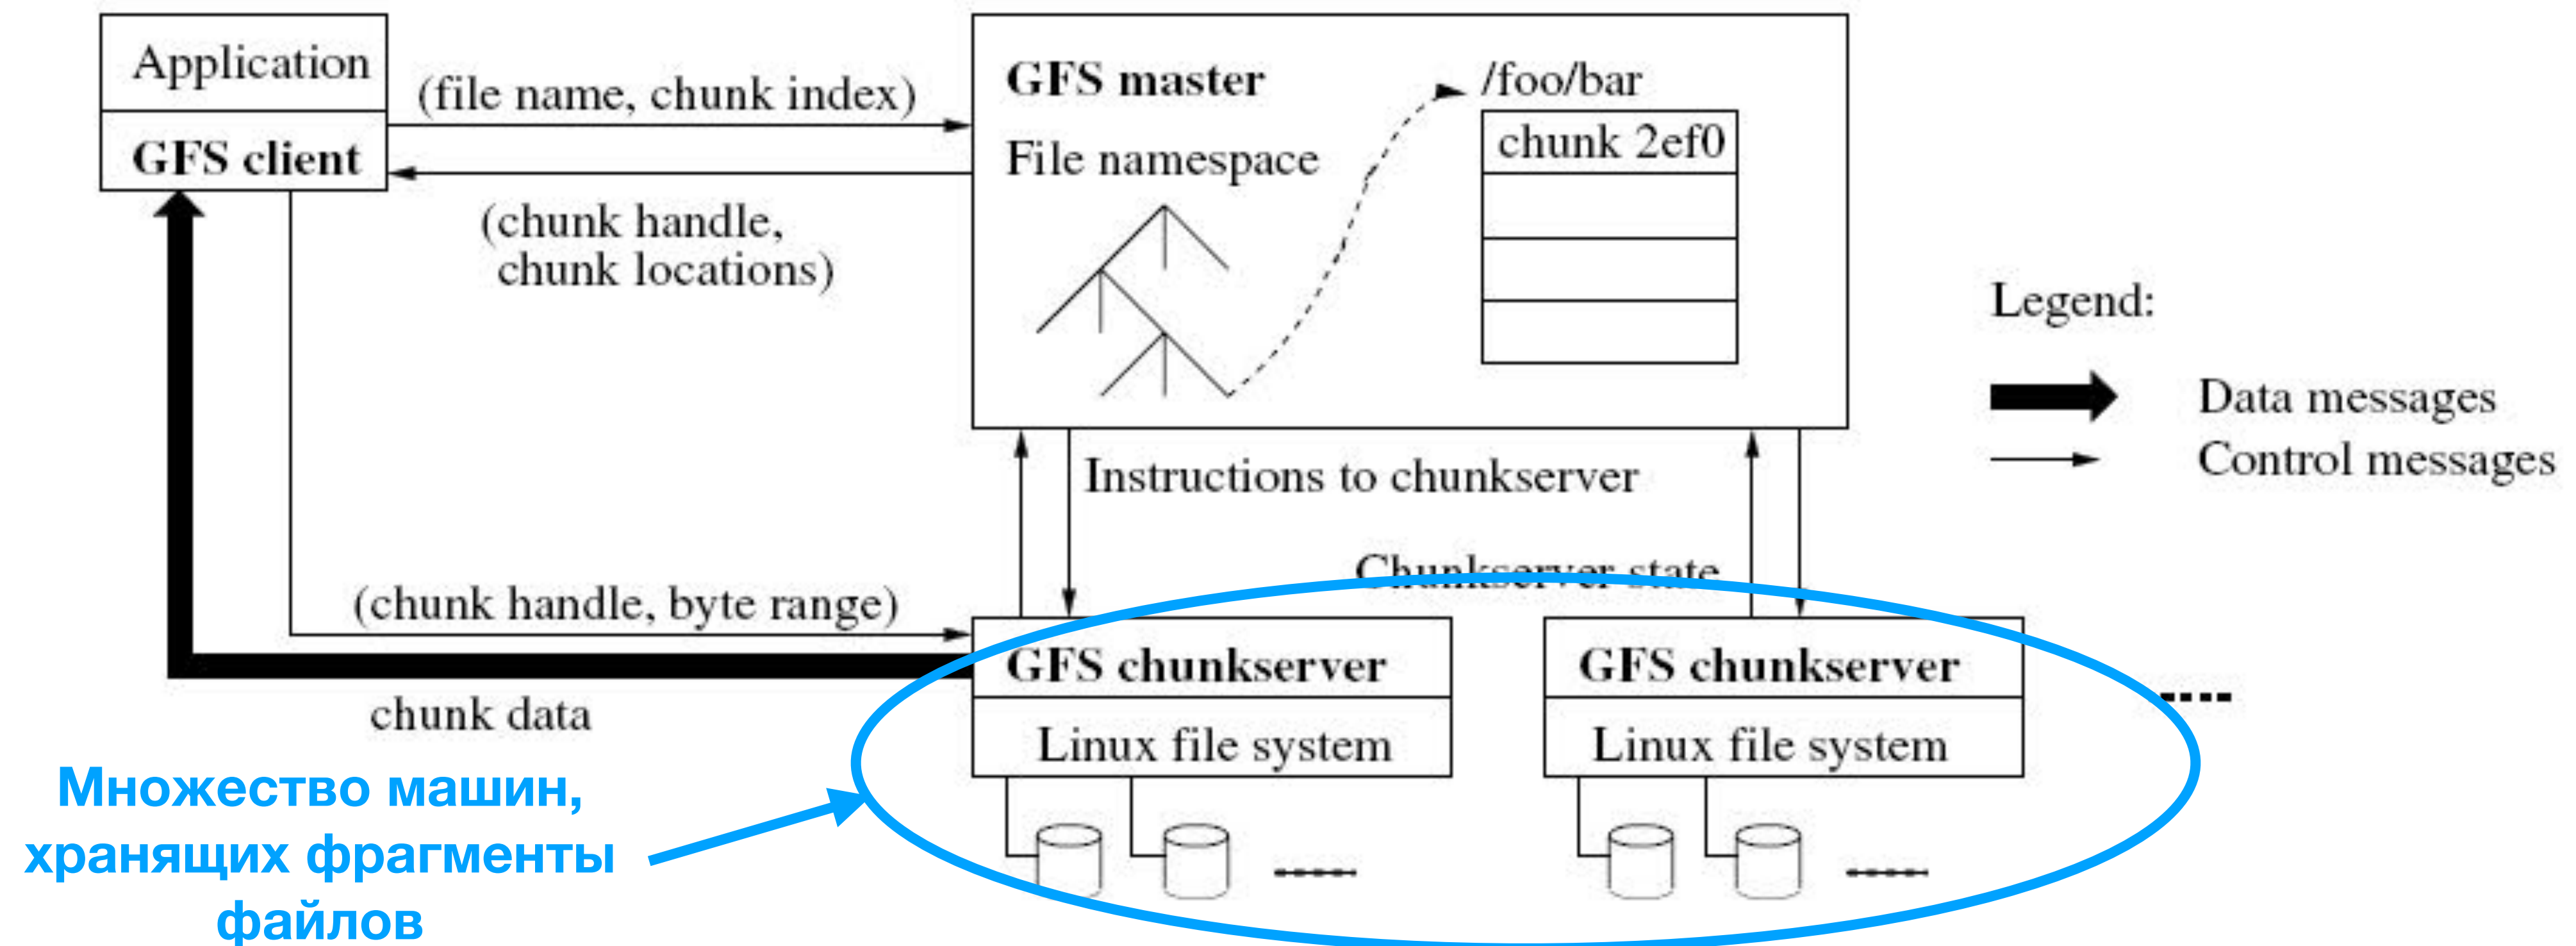 Application
GFS client
(file name, chunk index)
(chunk handle,
chunk locations)
GFS master
File namespace
/foo/bar
chunk 2ef0
Legend:
Data messages
Control messages
Instructions to chunkserver
Chunkserver state
(chunk handle, byte range)
chunk data
GFS chunkserver
Linux file system
GFS chunkserver
Linux file system
Множество машин,
хранящих фрагменты
файлов